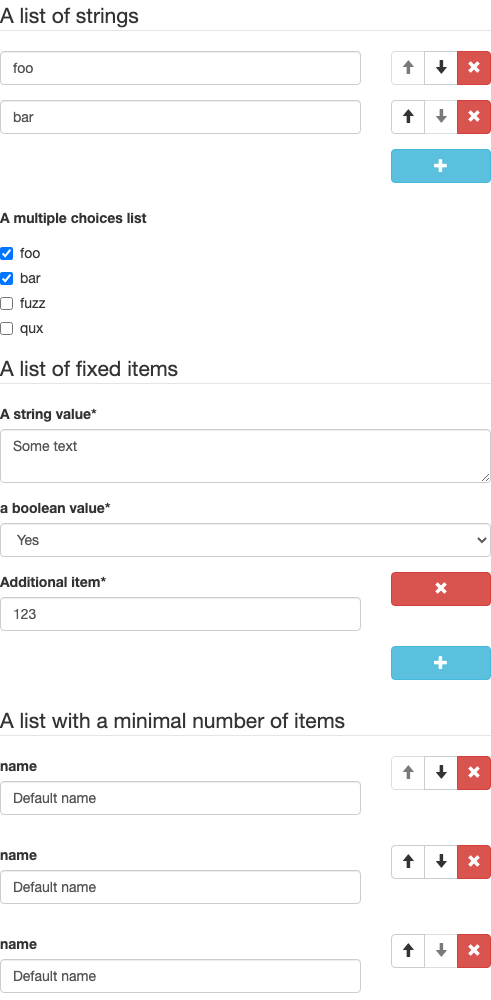 A list of strings
foo
bar
A multiple choices list
foo
bar
fuzz
qux
A list of fixed items
A string value*
Some text
a boolean value*
Yes
Additional item*
123
A list with a minimal number of items
name
Default name
name
Default name
name
Default name